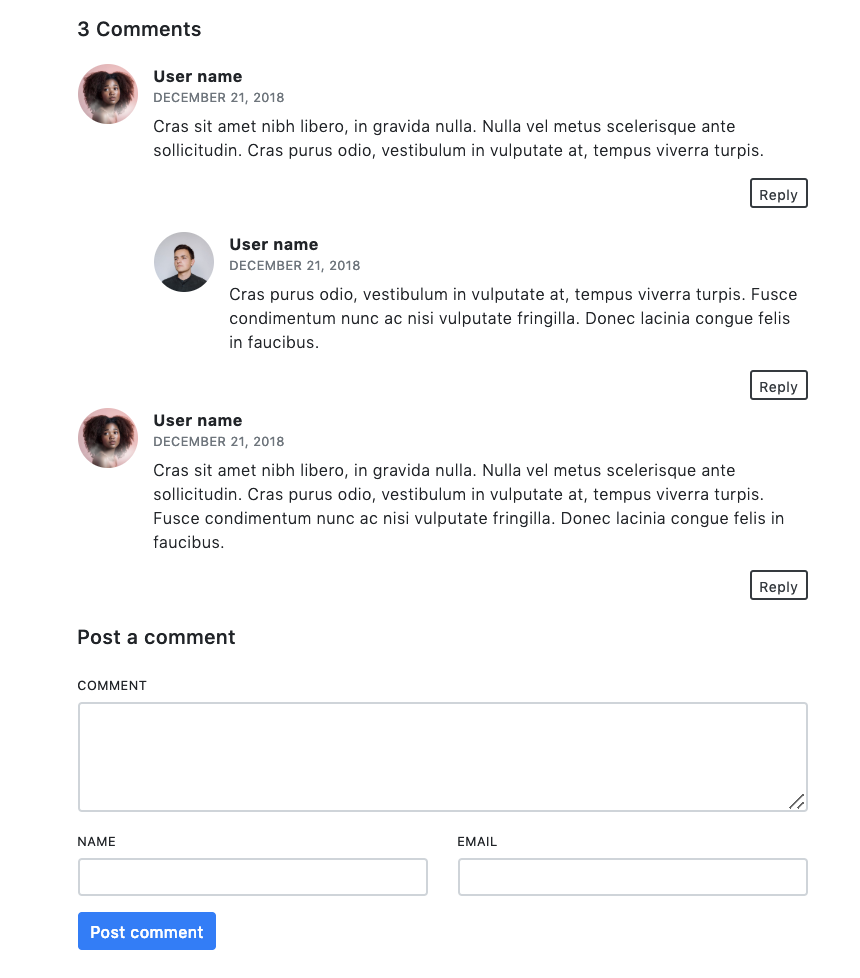 3 Comments
User name
DECEMBER 21, 2018
Cras sit amet nibh libero, in gravida nulla. Nulla vel metus scelerisque ante
sollicitudin. Cras purus odio, vestibulum in vulputate at, tempus viverra turpis.
Reply
User name
DECEMBER 21, 2018
Cras purus odio, vestibulum in vulputate at, tempus viverra turpis. Fusce
condimentum nunc ac nisi vulputate fringilla. Donec lacinia congue felis
in faucibus.
Reply
User name
DECEMBER 21, 2018
Cras sit amet nibh libero, in gravida nulla. Nulla vel metus scelerisque ante
sollicitudin. Cras purus odio, vestibulum in vulputate at, tempus viverra turpis.
Fusce condimentum nunc ac nisi vulputate fringilla. Donec lacinia congue felis in
faucibus.
Reply
Post a comment
COMMENT
NAME
EMAIL
Post comment